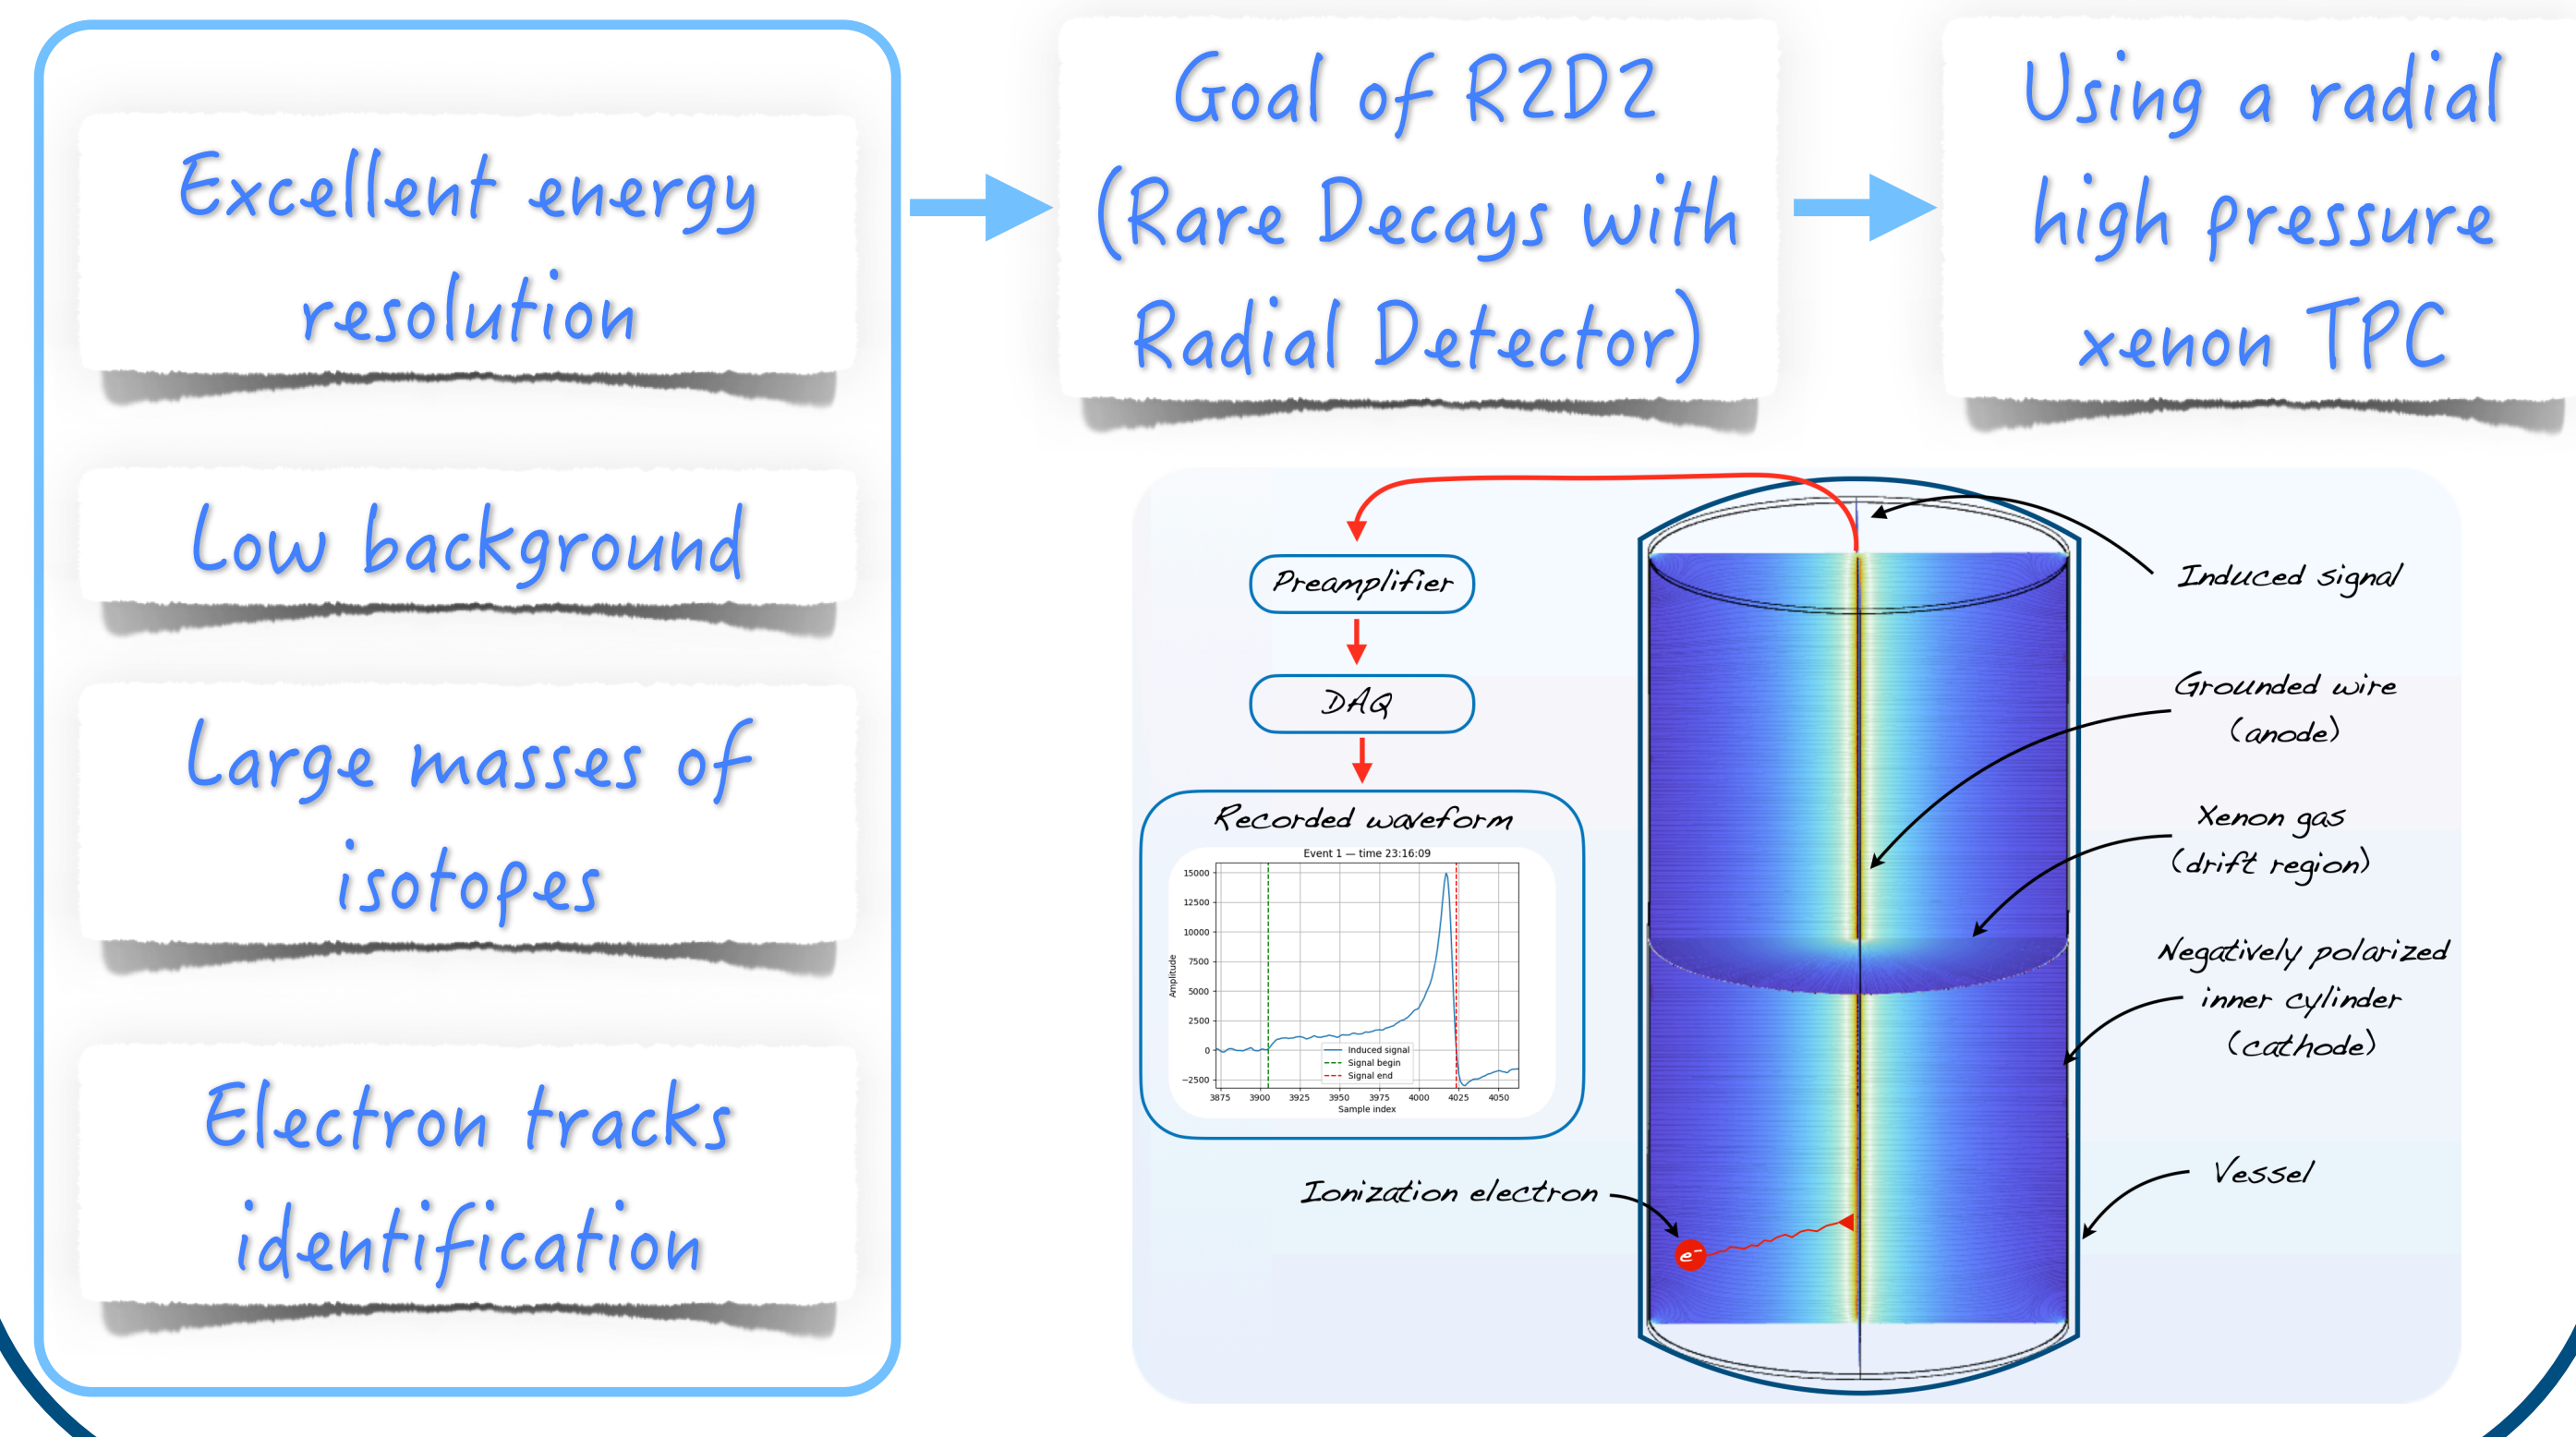 Excellent energy
resolution
Low background
Large masses of
isotopes
Electron tracks
identification
Goal of R2D2
(Rare Decays with
Radial Detector)
Using a radial
high pressure
xenon TPC
Preamplifier
DAQ
Recorded waveform
Event 1 — time 23:16:09
Amplitude
15000
12500
10000
7500
5000
2500
0
−2500
Induced signal
Signal begin
Signal end
3875 3900 3925 3950 3975 4000 4025 4050
Sample index
Ionization electron
e⁻
Induced signal
Grounded wire
(anode)
Xenon gas
(drift region)
Negatively polarized
inner cylinder
(cathode)
Vessel